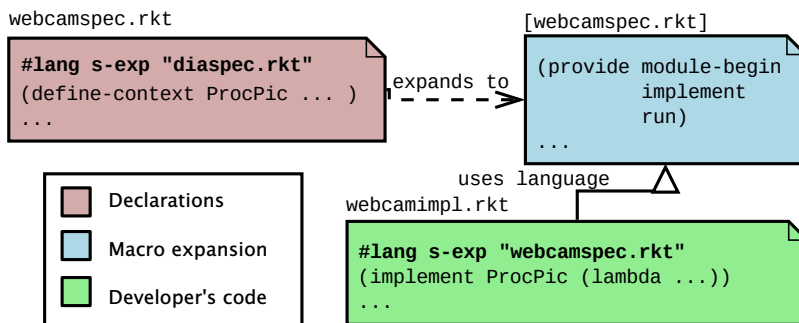 webcamspec.rkt
#lang s-exp "diaspec.rkt"
(define-context ProcPic ... )
...
expands to
[webcamspec.rkt]
(provide module-begin
implement
run)
...
uses language
webcamimpl.rkt
#lang s-exp "webcamspec.rkt"
(implement ProcPic (lambda ...))
...
Declarations
Macro expansion
Developer's code